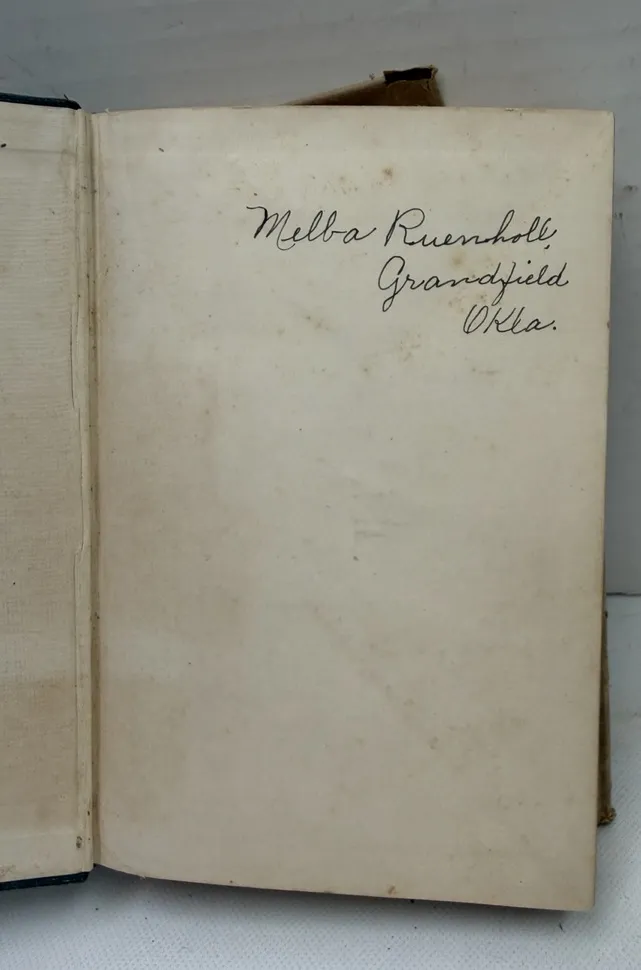 Melba Ruenholl,
Grandfield
Okla.